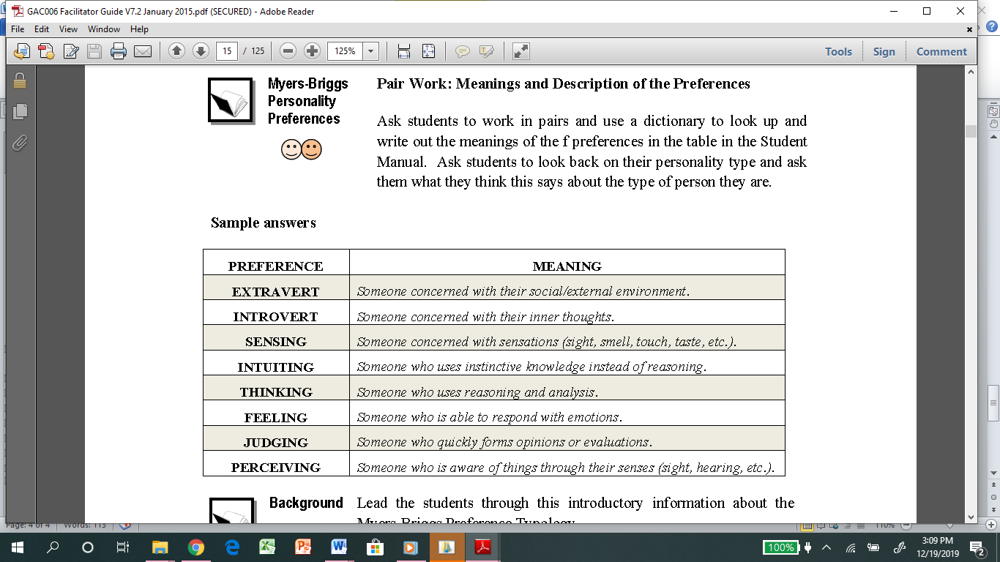 GAC006 Facilitator Guide V7.2 January 2015.pdf (SECURED) - Adobe Reader
File Edit View Window Help
15 / 125 125% Tools Sign Comment
Myers-Briggs
Personality
Preferences
Pair Work: Meanings and Description of the Preferences
Ask students to work in pairs and use a dictionary to look up and
write out the meanings of the f preferences in the table in the Student
Manual. Ask students to look back on their personality type and ask
them what they think this says about the type of person they are.
Sample answers
PREFERENCE MEANING
EXTRAVERT Someone concerned with their social/external environment.
INTROVERT Someone concerned with their inner thoughts.
SENSING Someone concerned with sensations (sight, smell, touch, taste, etc.).
INTUITING Someone who uses instinctive knowledge instead of reasoning.
THINKING Someone who uses reasoning and analysis.
FEELING Someone who is able to respond with emotions.
JUDGING Someone who quickly forms opinions or evaluations.
PERCEIVING Someone who is aware of things through their senses (sight, hearing, etc.).
Background Lead the students through this introductory information about the
Myers-Briggs Preference Typology
Page: 4 of 4 Words: 113 110%
100% 3:09 PM
12/19/2019 2